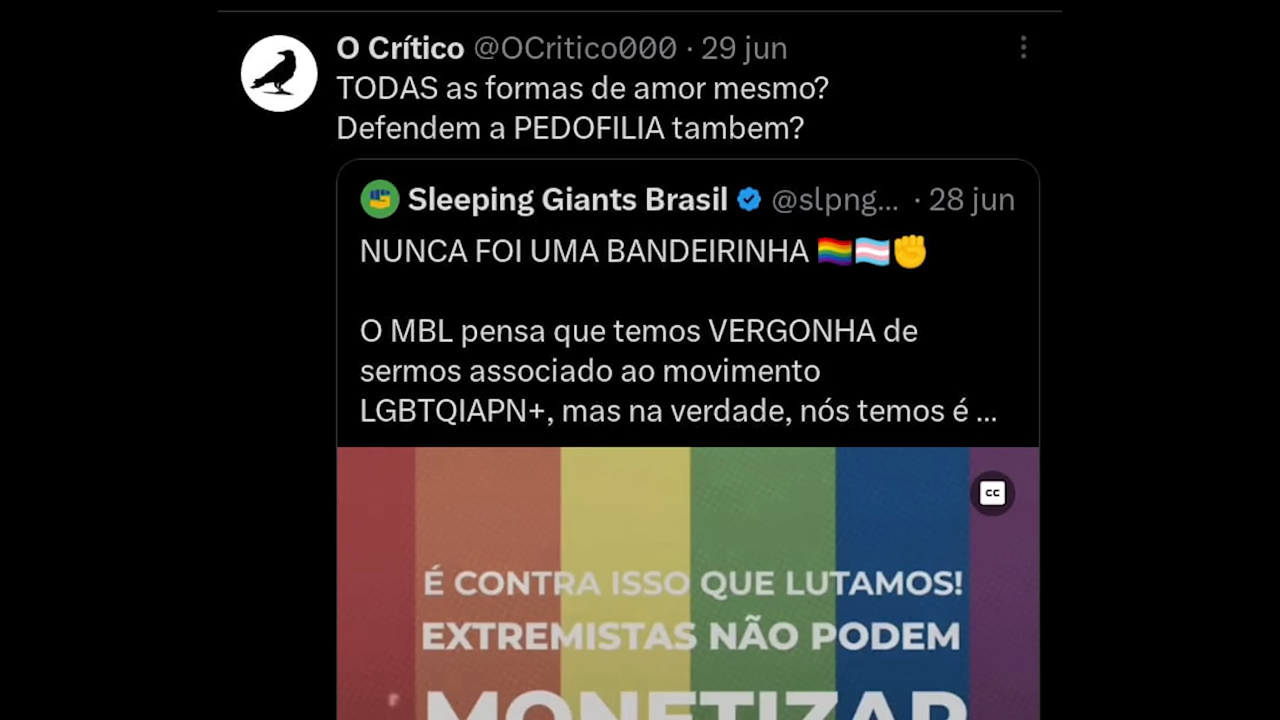 O Crítico @OCritico000 · 29 jun
TODAS as formas de amor mesmo?
Defendem a PEDOFILIA tambem?
Sleeping Giants Brasil @slpng... · 28 jun
NUNCA FOI UMA BANDEIRINHA 🏳️‍🌈🏳️‍⚧️✊
O MBL pensa que temos VERGONHA de
sermos associado ao movimento
LGBTQIAPN+, mas na verdade, nós temos é ...
CC
É CONTRA ISSO QUE LUTAMOS!
EXTREMISTAS NÃO PODEM
MONETIZAR